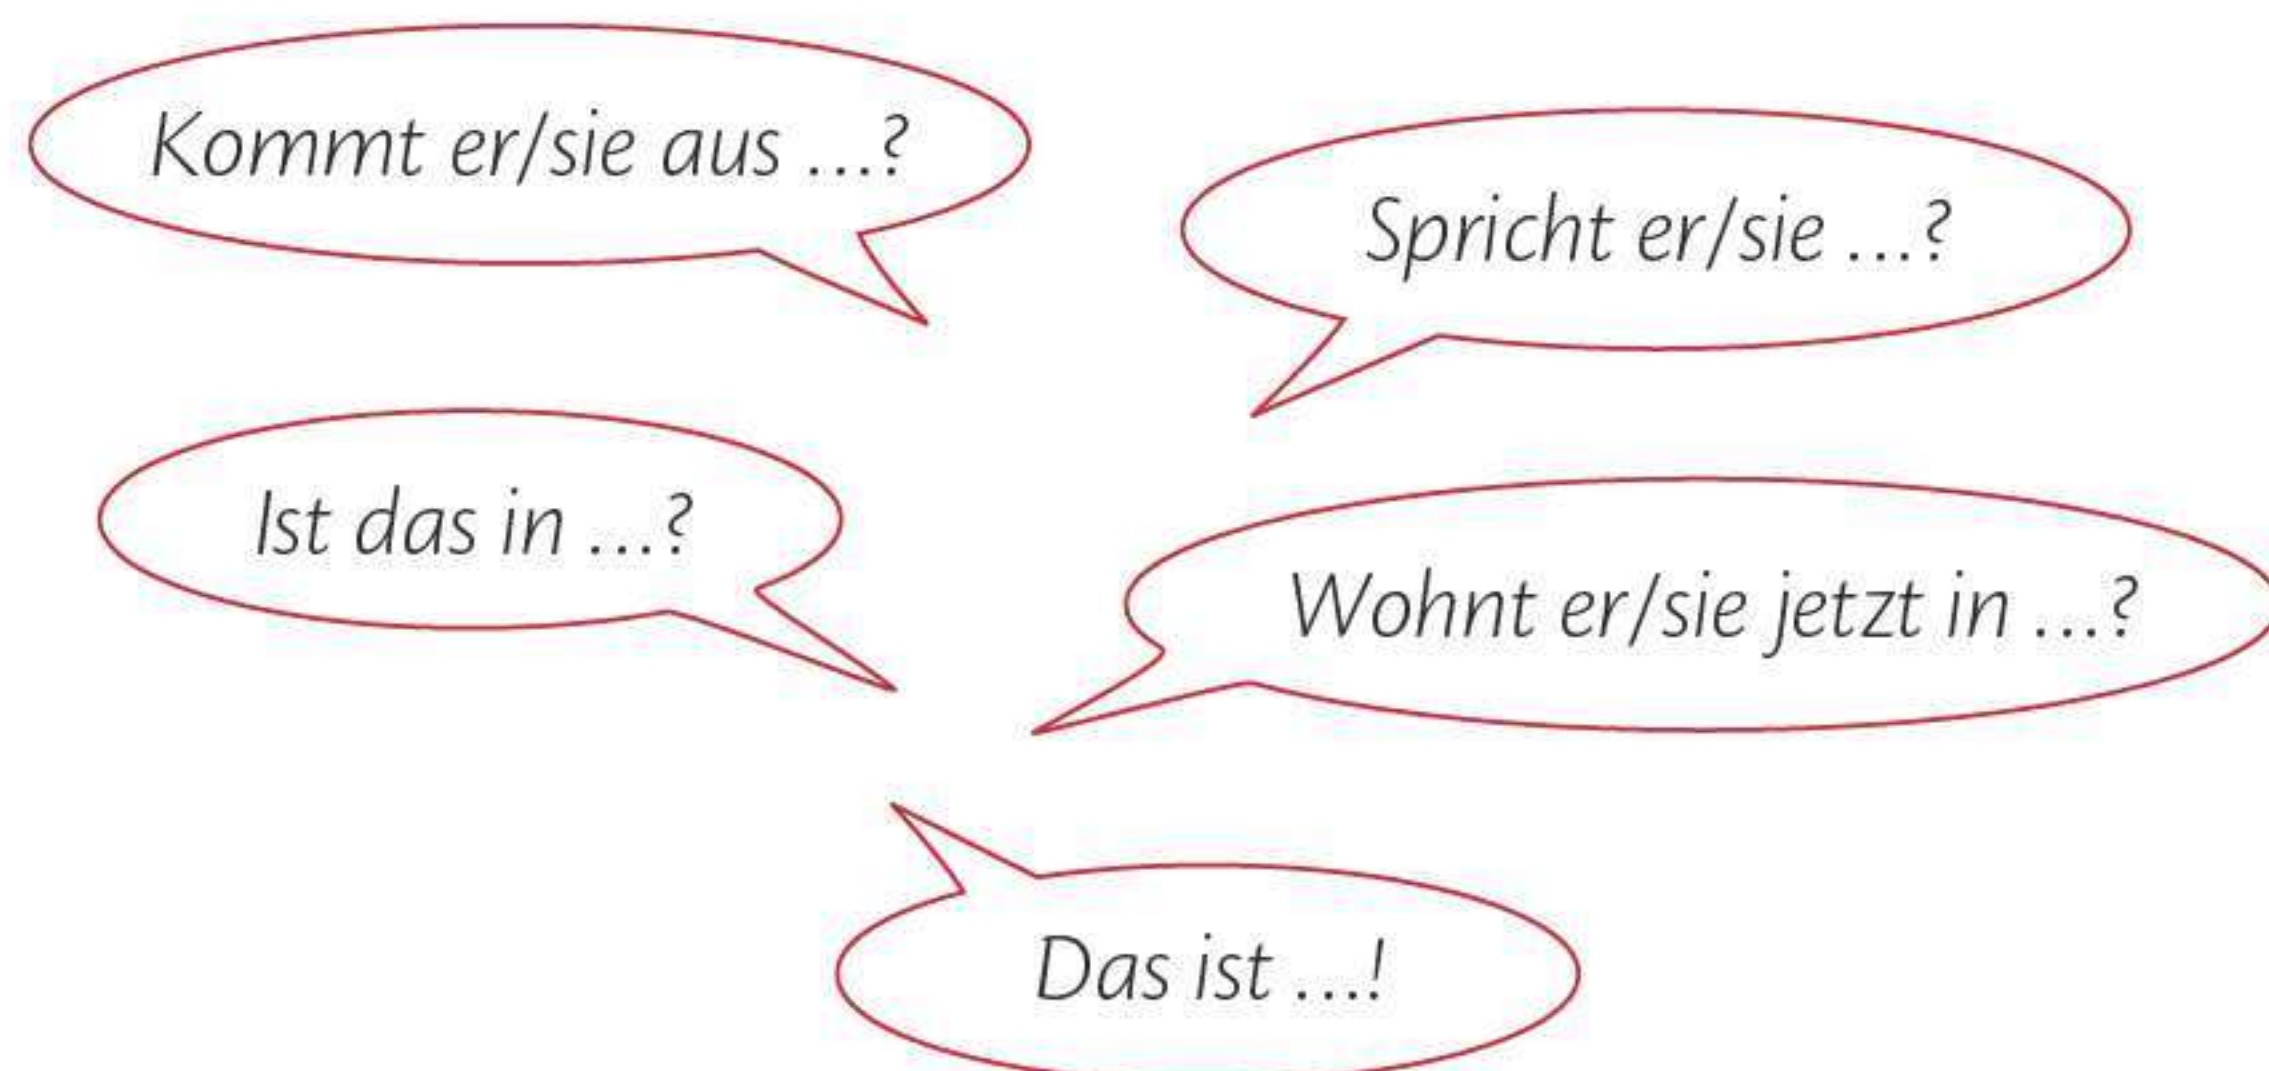 Kommt er/sie aus ...?
Spricht er/sie ...?
Ist das in ...?
Wohnt er/sie jetzt in ...?
Das ist ...!